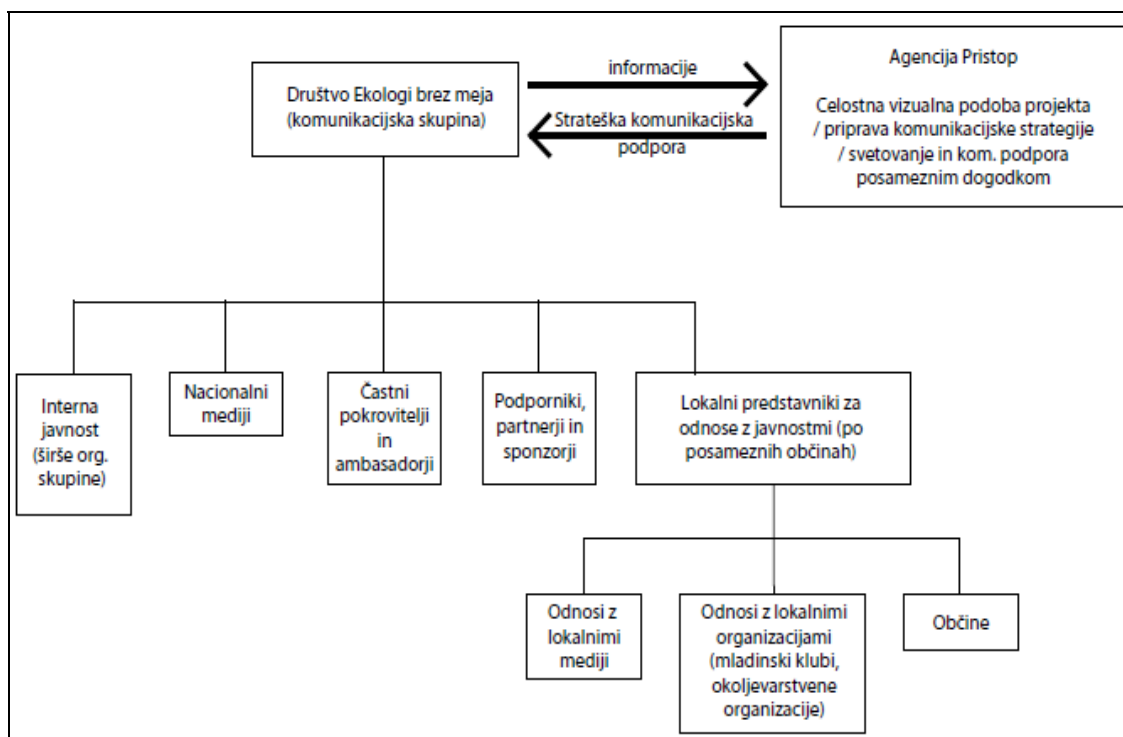 Društvo Ekologi brez meja
(komunikacijska skupina)
informacije
Strateška komunikacijska
podpora
Agencija Pristop
Celostna vizualna podoba projekta
/ priprava komunikacijske strategije
/ svetovanje in kom. podpora
posameznim dogodkom
Interna
javnost
(širše org.
skupine)
Nacionalni
mediji
Častni
pokrovitelji
in
ambasadorji
Podporniki,
partnerji in
sponzorji
Lokalni predstavniki za
odnose z javnostmi (po
posameznih občinah)
Odnosi z
lokalnimi
mediji
Odnosi z lokalnimi
organizacijami
(mladinski klubi,
okoljevarstvene
organizacije)
Občine